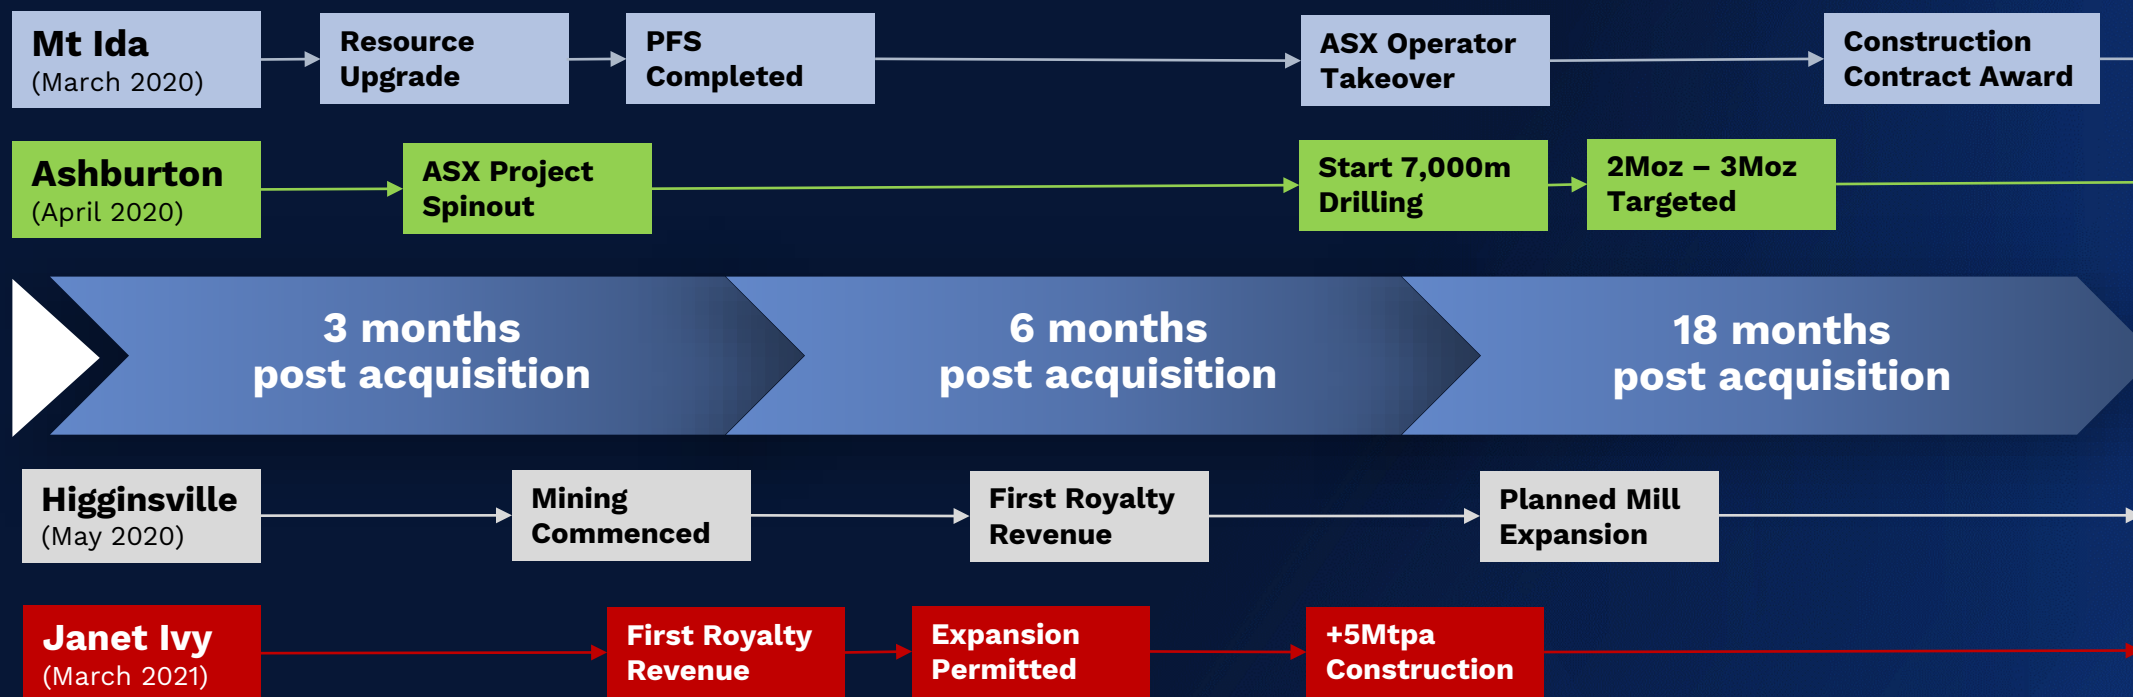 Mt Ida
(March 2020)
Resource
Upgrade
PFS
Completed
ASX Operator
Takeover
Construction
Contract Award
Ashburton
(April 2020)
ASX Project
Spinout
Start 7,000m
Drilling
2Moz – 3Moz
Targeted
3 months
post acquisition
6 months
post acquisition
18 months
post acquisition
Higginsville
(May 2020)
Mining
Commenced
First Royalty
Revenue
Planned Mill
Expansion
Janet Ivy
(March 2021)
First Royalty
Revenue
Expansion
Permitted
+5Mtpa
Construction